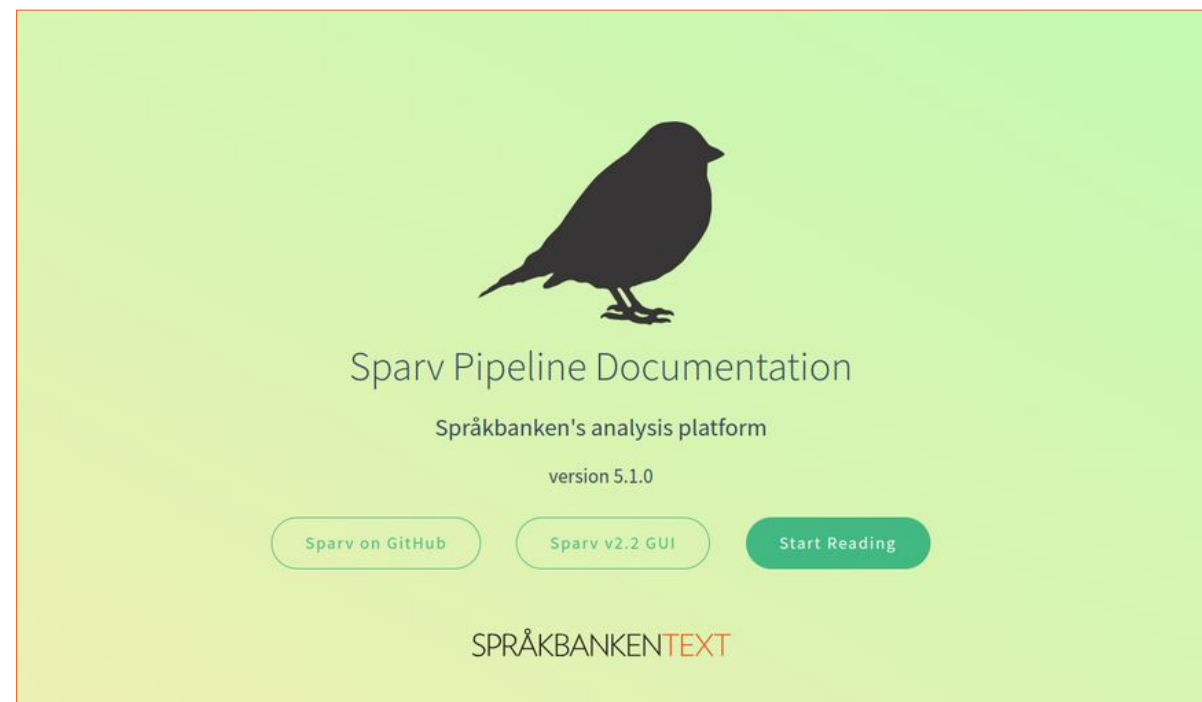 Sparv Pipeline Documentation
Språkbanken's analysis platform
version 5.1.0
Sparv on GitHub
Sparv v2.2 GUI
Start Reading
SPRÅKBANKENTEXT